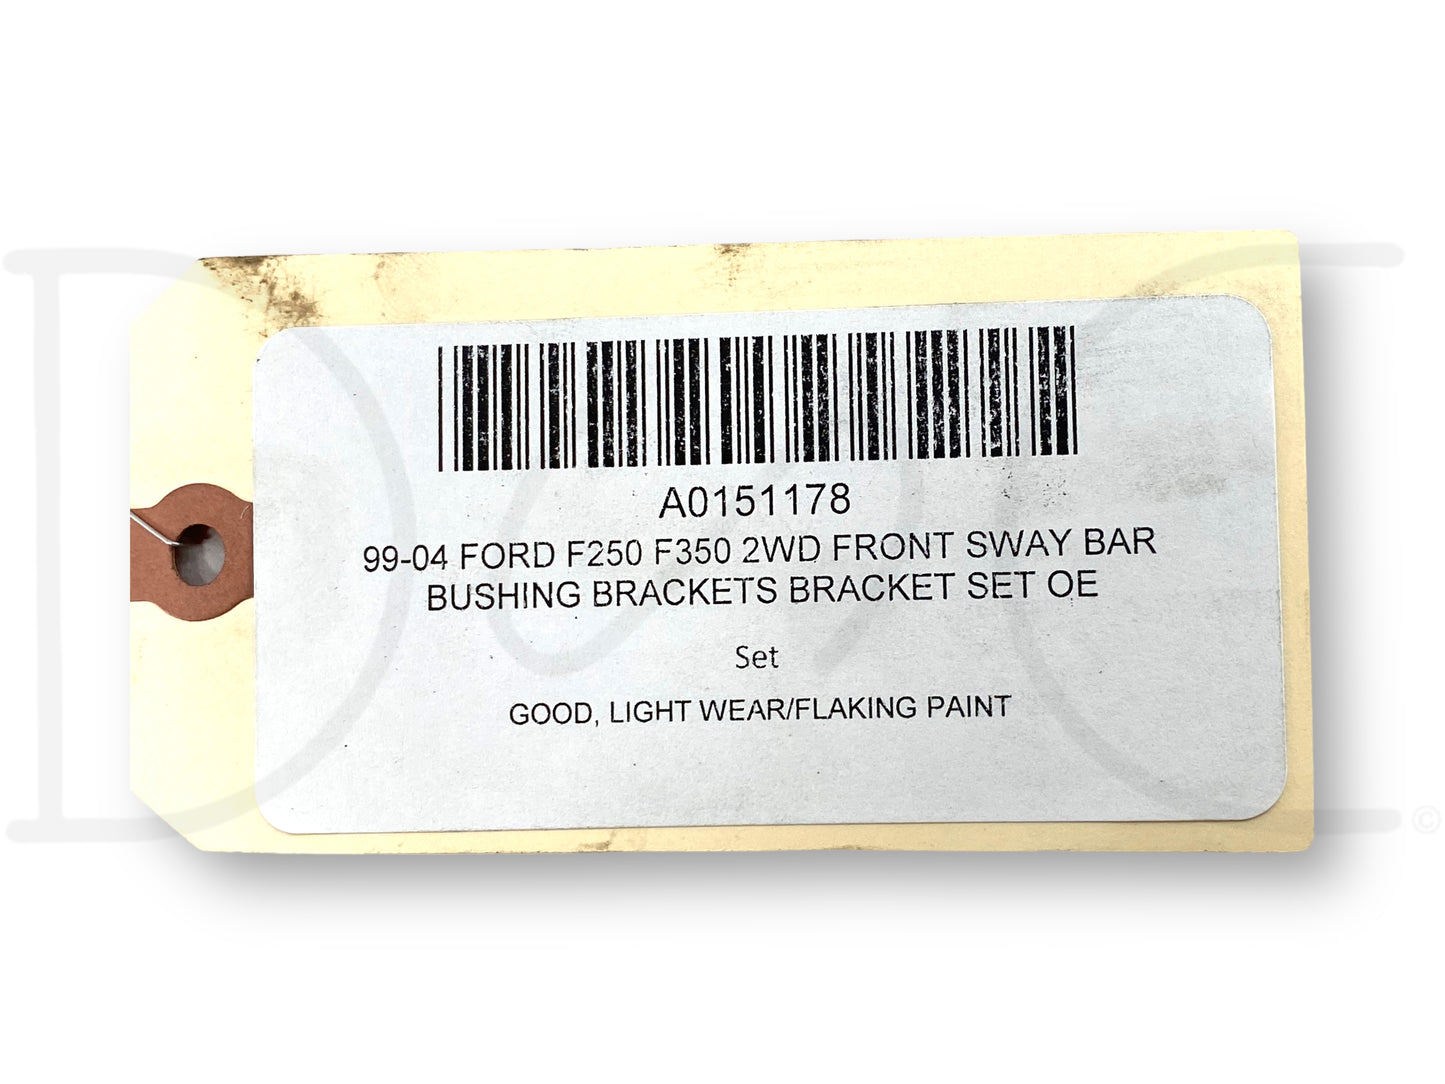 A0151178
99-04 FORD F250 F350 2WD FRONT SWAY BAR
BUSHING BRACKETS BRACKET SET OE
Set
GOOD, LIGHT WEAR/FLAKING PAINT
©